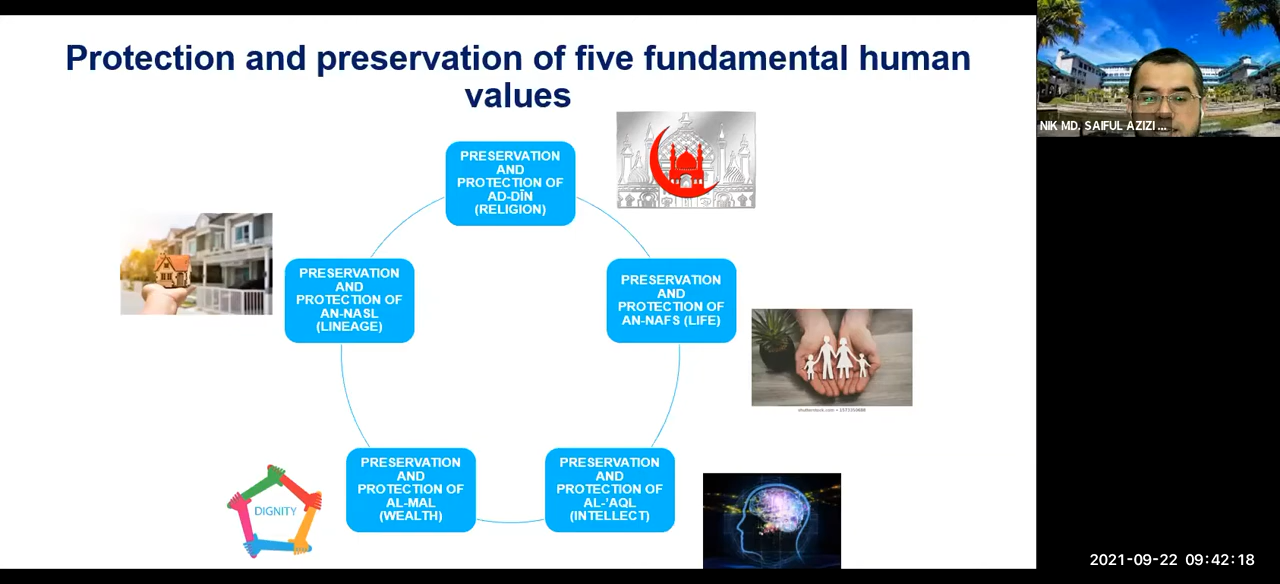 Protection and preservation of five fundamental human
values
PRESERVATION
AND
PROTECTION OF
AD-DĪN
(RELIGION)
PRESERVATION
AND
PROTECTION OF
AN-NASL
(LINEAGE)
PRESERVATION
AND
PROTECTION OF
AN-NAFS (LIFE)
PRESERVATION
AND
PROTECTION OF
AL-MAL
(WEALTH)
PRESERVATION
AND
PROTECTION OF
AL-'AQL
(INTELLECT)
DIGNITY
NIK MD. SAIFUL AZIZI ...
2021-09-22 09:42:18